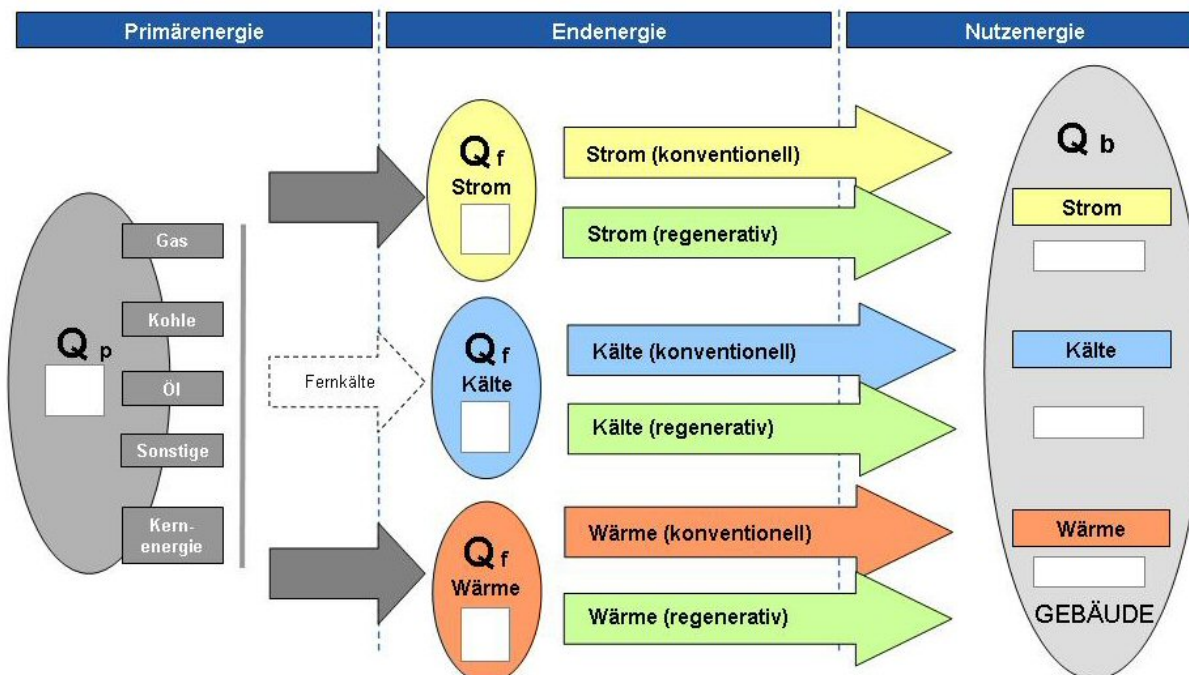 Primärenergie
Endenergie
Nutzenergie
Q p
Gas
Kohle
Öl
Sonstige
Kern-
energie
Fernkälte
Q f
Strom
Strom (konventionell)
Strom (regenerativ)
Q f
Kälte
Kälte (konventionell)
Kälte (regenerativ)
Q f
Wärme
Wärme (konventionell)
Wärme (regenerativ)
Q b
Strom
Kälte
Wärme
GEBÄUDE